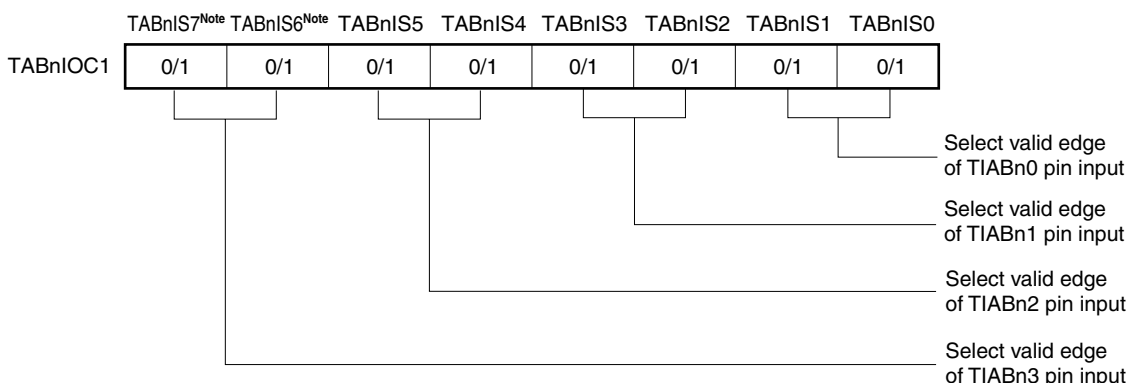 TABnIS7Note TABnIS6Note TABnIS5 TABnIS4 TABnIS3 TABnIS2 TABnIS1 TABnIS0
TABnIOC1 0/1 0/1 0/1 0/1 0/1 0/1 0/1 0/1
Select valid edge
of TIABn0 pin input
Select valid edge
of TIABn1 pin input
Select valid edge
of TIABn2 pin input
Select valid edge
of TIABn3 pin input